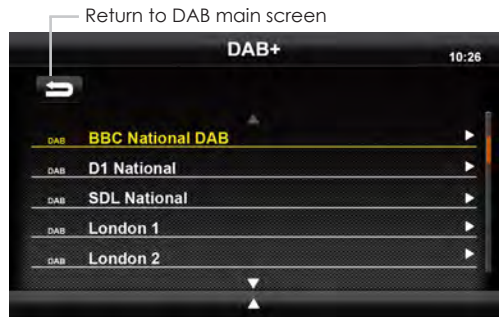 Return to DAB main screen
DAB+
10:26
DAB BBC National DAB
DAB D1 National
DAB SDL National
DAB London 1
DAB London 2